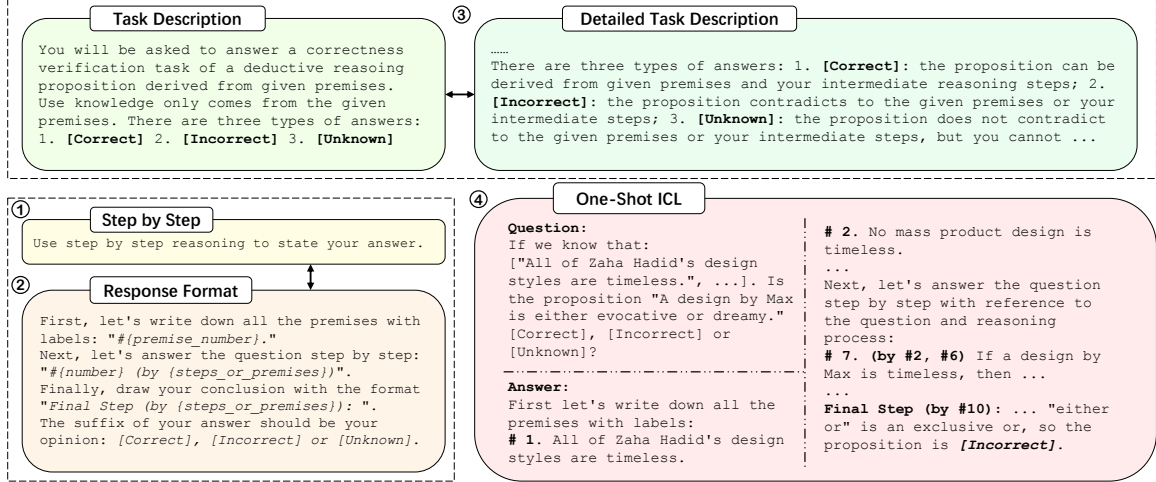 Task Description
You will be asked to answer a correctness
verification task of a deductive reasoing
proposition derived from given premises.
Use knowledge only comes from the given
premises. There are three types of answers:
1. [Correct] 2. [Incorrect] 3. [Unknown]
③
Detailed Task Description
……
There are three types of answers: 1. [Correct]: the proposition can be
derived from given premises and your intermediate reasoning steps; 2.
[Incorrect]: the proposition contradicts to the given premises or your
intermediate steps; 3. [Unknown]: the proposition does not contradict
to the given premises or your intermediate steps, but you cannot ...
①
Step by Step
Use step by step reasoning to state your answer.
②
Response Format
First, let's write down all the premises with
labels: "#{premise_number}."
Next, let's answer the question step by step:
"#{number} (by {steps_or_premises})".
Finally, draw your conclusion with the format
"Final Step (by {steps_or_premises}): ".
The suffix of your answer should be your
opinion: [Correct], [Incorrect] or [Unknown].
④
One-Shot ICL
Question:
If we know that:
["All of Zaha Hadid's design
styles are timeless.", ...]. Is
the proposition "A design by Max
is either evocative or dreamy."
[Correct], [Incorrect] or
[Unknown]?
Answer:
First let's write down all the
premises with labels:
# 1. All of Zaha Hadid's design
styles are timeless.
# 2. No mass product design is
timeless.
...
Next, let's answer the question
step by step with reference to
the question and reasoning
process:
# 7. (by #2, #6) If a design by
Max is timeless, then ...
...
Final Step (by #10): ... "either
or" is an exclusive or, so the
proposition is [Incorrect].